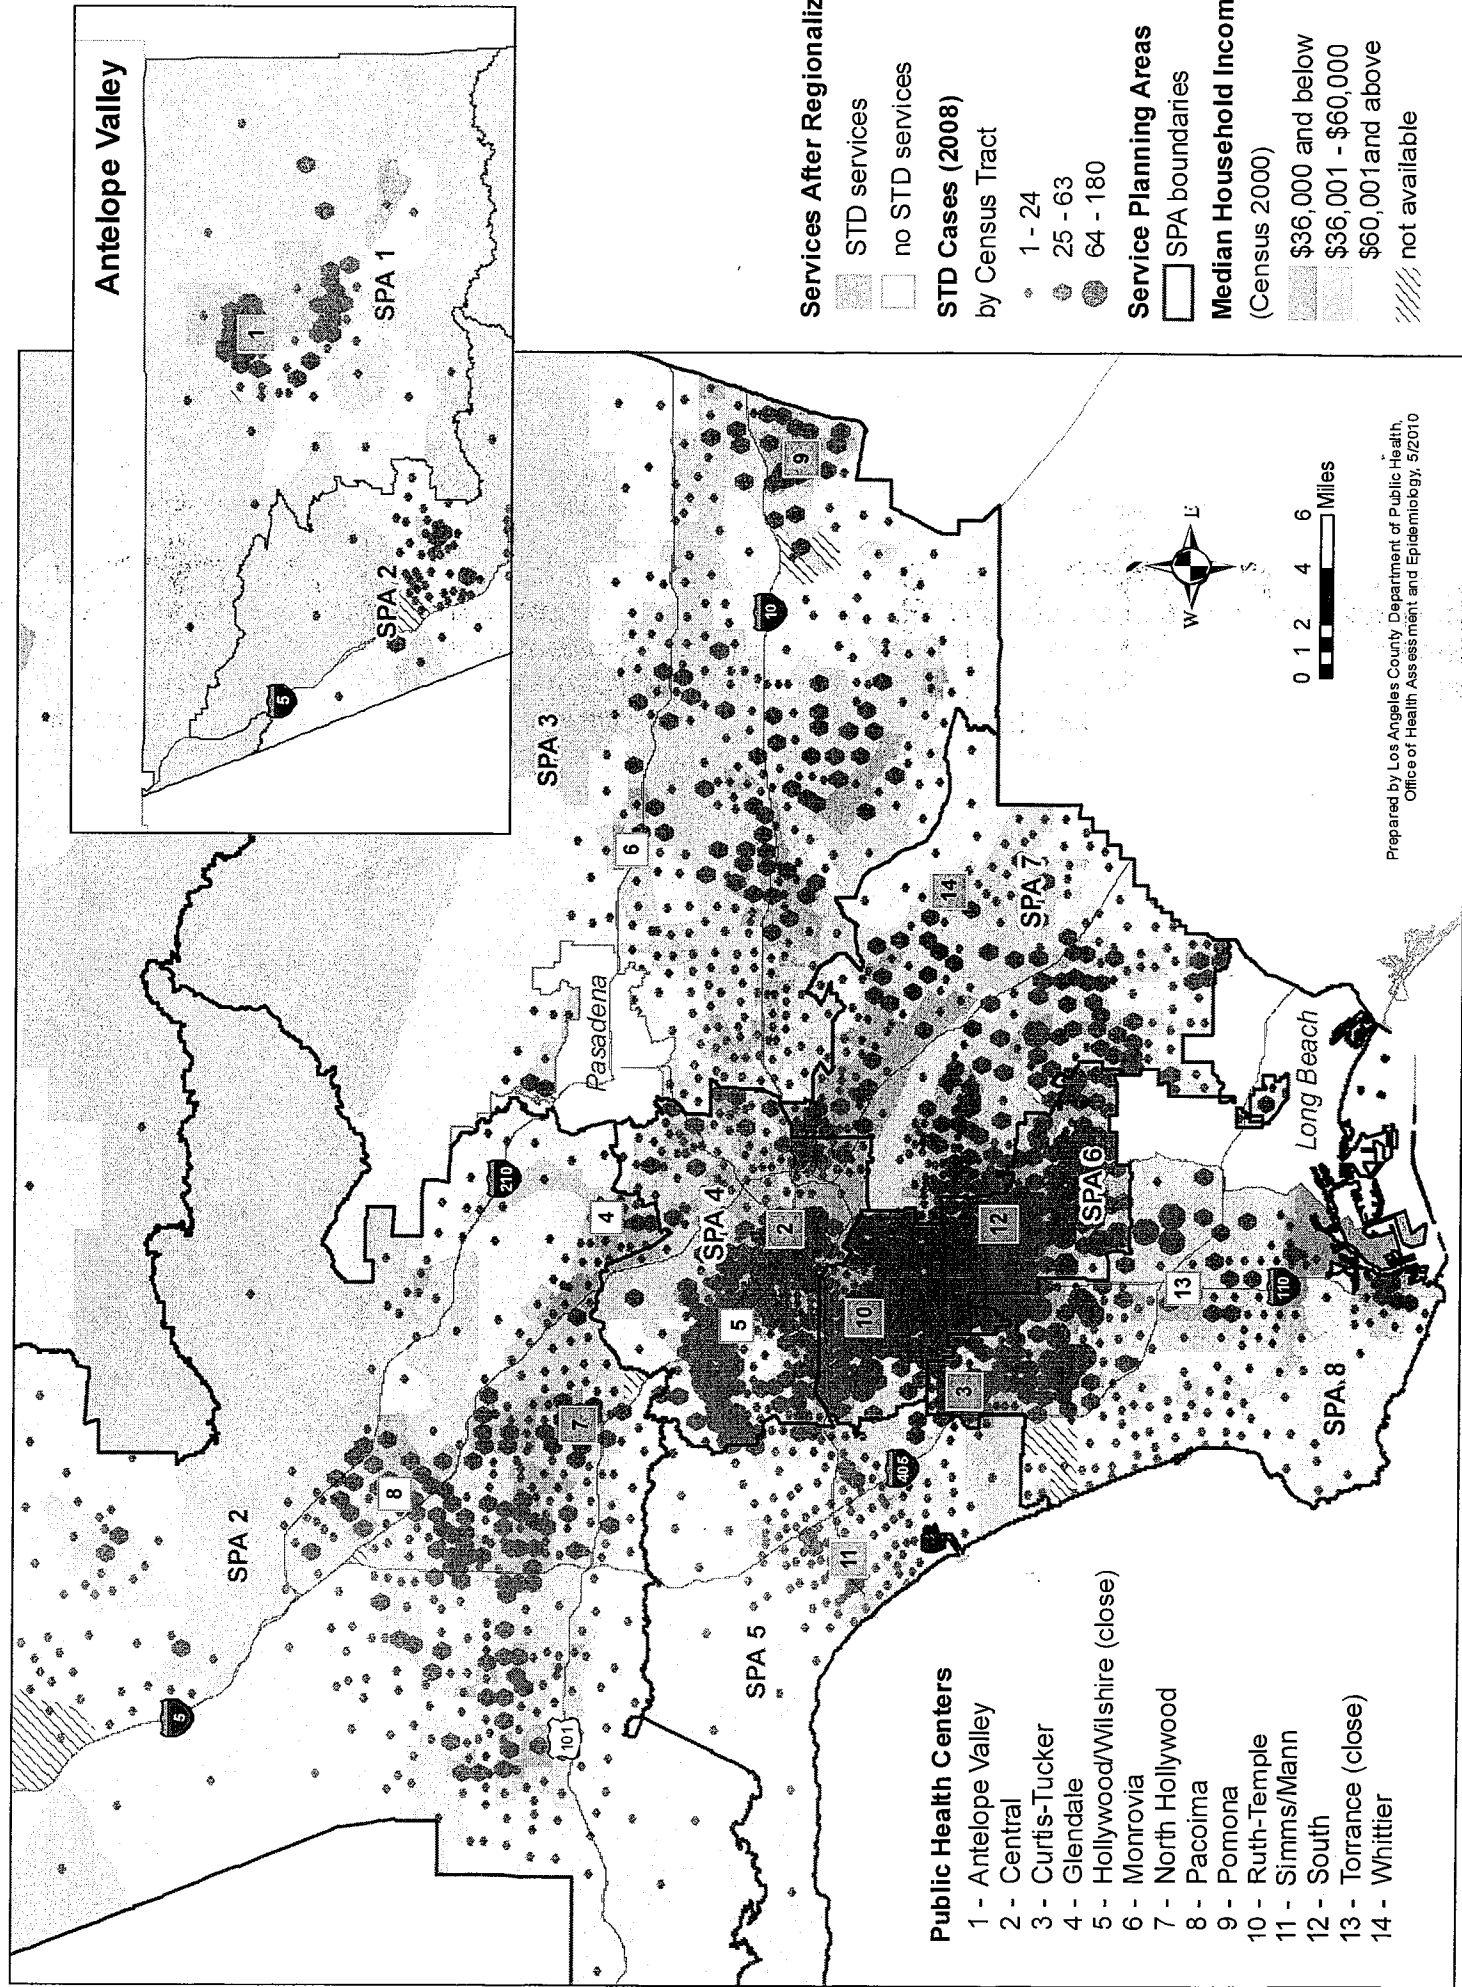 Antelope Valley
1
SPA 1
SPA 2
5
SPA 3
SPA 2
5
8
210
4
6
Pasadena
7
101
SPA 4
5
2
10
9
SPA 5
11
405
10
3
12
SPA 6
14
SPA 7
13
110
Long Beach
SPA 8
Public Health Centers
1 - Antelope Valley
2 - Central
3 - Curtis-Tucker
4 - Glendale
5 - Hollywood/Wilshire (close)
6 - Monrovia
7 - North Hollywood
8 - Pacoima
9 - Pomona
10 - Ruth-Temple
11 - Simms/Mann
12 - South
13 - Torrance (close)
14 - Whittier
W E S
0 1 2 4 6
Miles
Prepared by Los Angeles County Department of Public Health,
Office of Health Assessment and Epidemiology, 5/2010
Services After Regionaliz
STD services
no STD services
STD Cases (2008)
by Census Tract
1 - 24
25 - 63
64 - 180
Service Planning Areas
SPA boundaries
Median Household Incom
(Census 2000)
$36,000 and below
$36,001 - $60,000
$60,001and above
not available